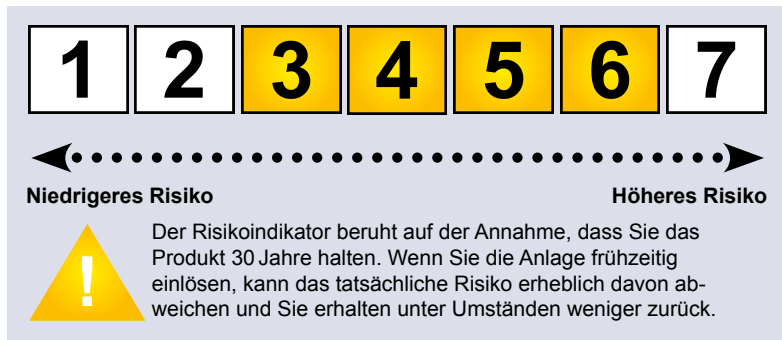 1 2 3 4 5 6 7
Niedrigeres Risiko Höheres Risiko
!
Der Risikoindikator beruht auf der Annahme, dass Sie das
Produkt 30 Jahre halten. Wenn Sie die Anlage frühzeitig
einlösen, kann das tatsächliche Risiko erheblich davon ab-
weichen und Sie erhalten unter Umständen weniger zurück.